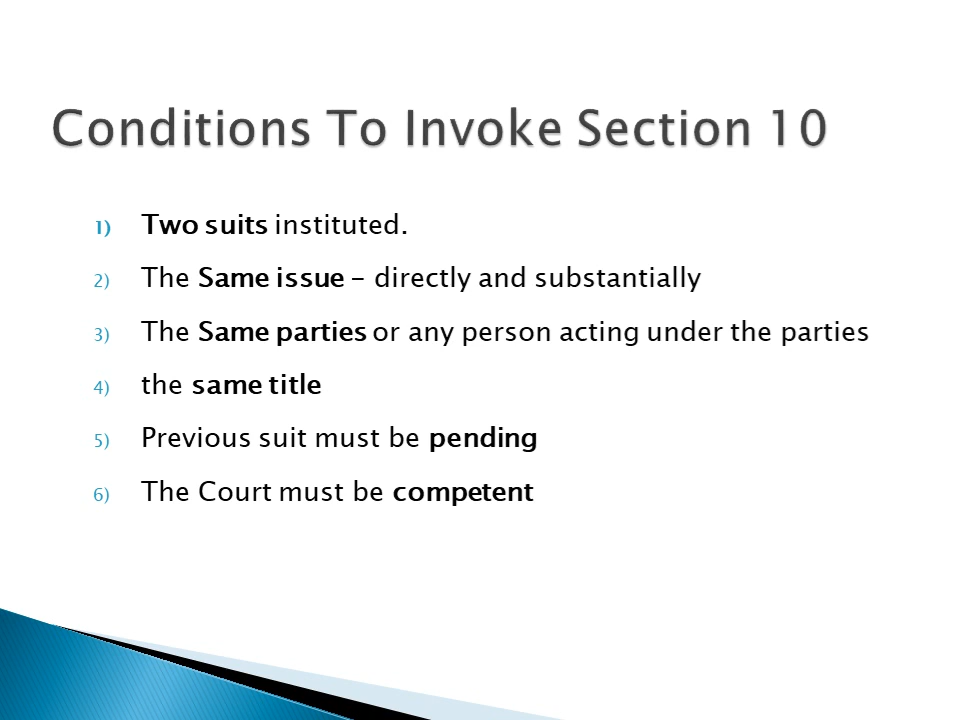 Conditions To Invoke Section 10
1) Two suits instituted.
2) The Same issue – directly and substantially
3) The Same parties or any person acting under the parties
4) the same title
5) Previous suit must be pending
6) The Court must be competent